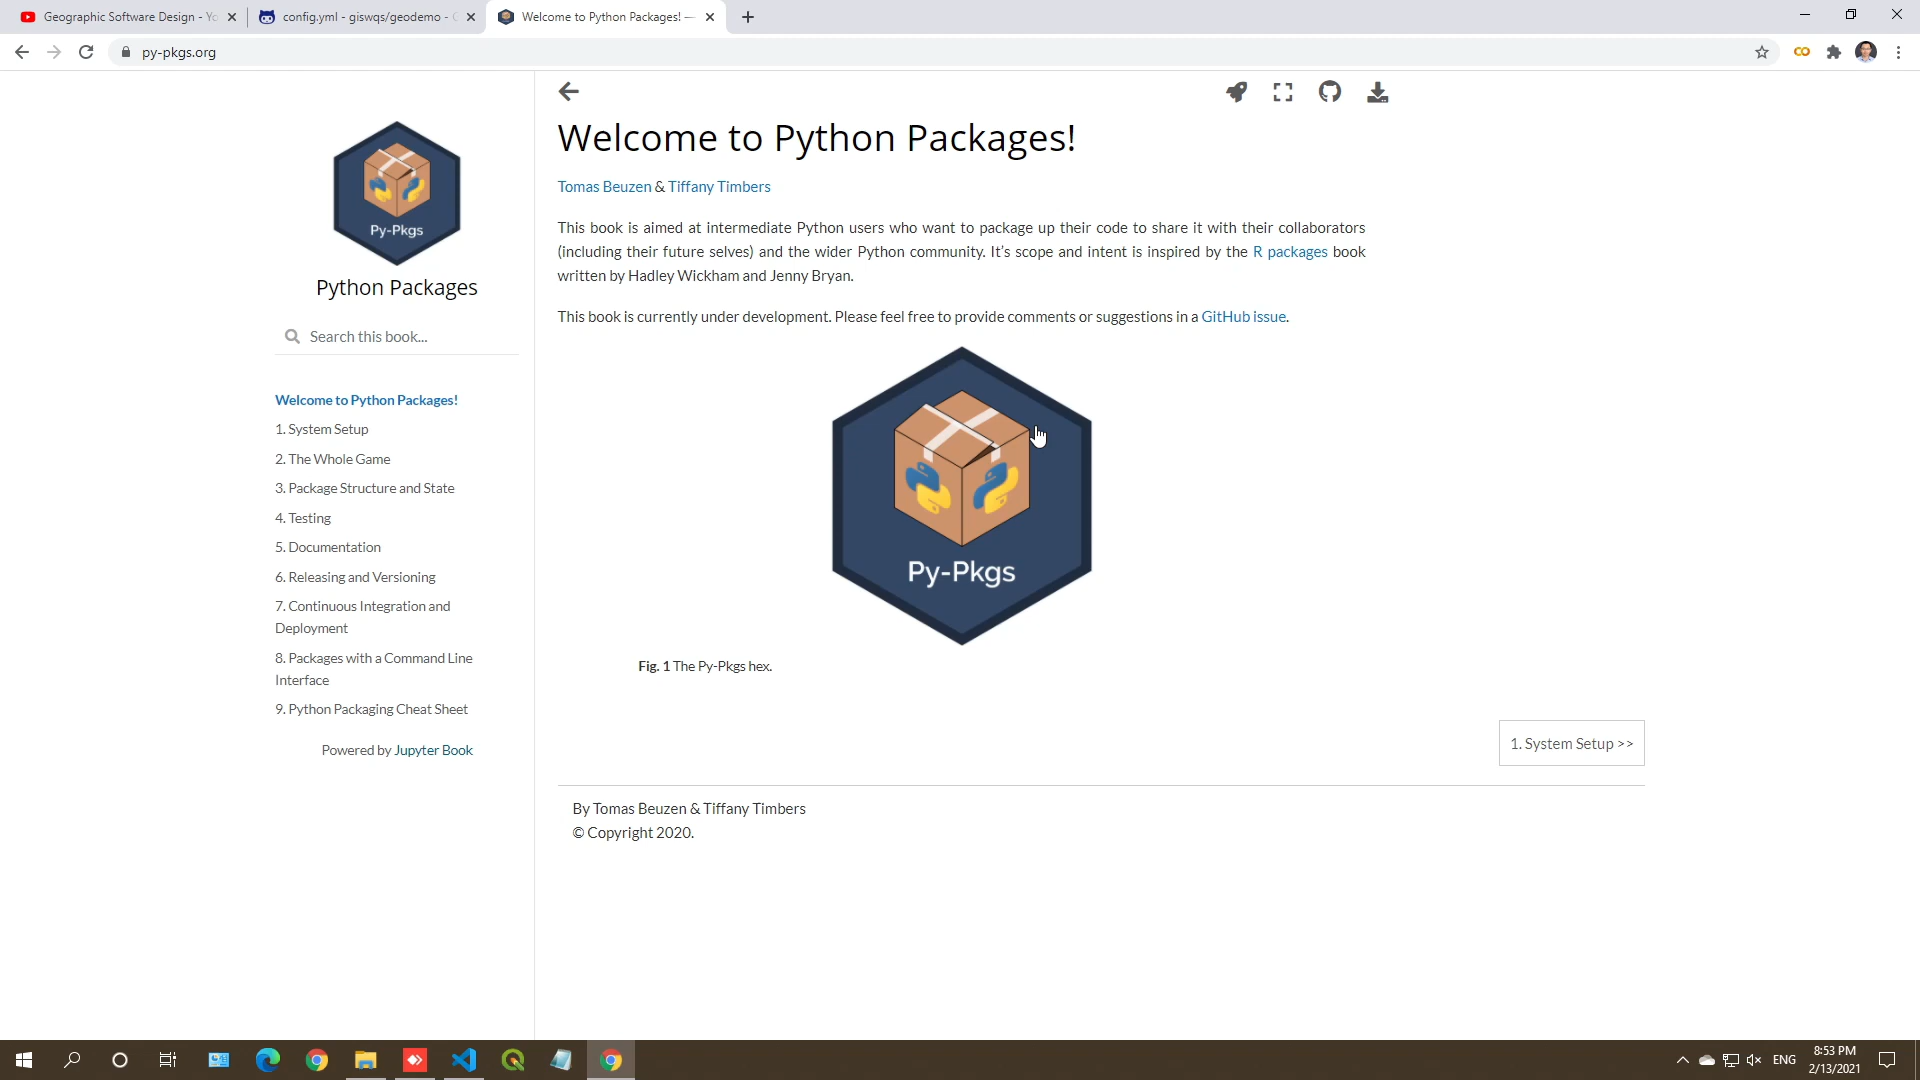 Geographic Software Design - Yo
config.yml - giswqs/geodemo - G
Welcome to Python Packages! —
py-pkgs.org
Py-Pkgs
Python Packages
Search this book...
Welcome to Python Packages!
1. System Setup
2. The Whole Game
3. Package Structure and State
4. Testing
5. Documentation
6. Releasing and Versioning
7. Continuous Integration and
Deployment
8. Packages with a Command Line
Interface
9. Python Packaging Cheat Sheet
Powered by Jupyter Book
Welcome to Python Packages!
Tomas Beuzen & Tiffany Timbers
This book is aimed at intermediate Python users who want to package up their code to share it with their collaborators
(including their future selves) and the wider Python community. It's scope and intent is inspired by the R packages book
written by Hadley Wickham and Jenny Bryan.
This book is currently under development. Please feel free to provide comments or suggestions in a GitHub issue.
Py-Pkgs
Fig. 1 The Py-Pkgs hex.
1. System Setup >>
By Tomas Beuzen & Tiffany Timbers
© Copyright 2020.
ENG
8:53 PM
2/13/2021